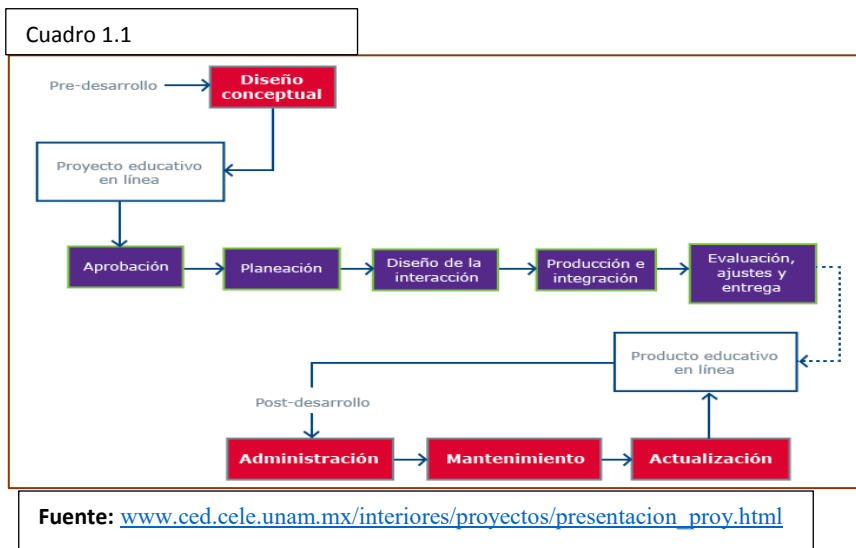 Cuadro 1.1
Pre-desarrollo
Diseño
conceptual
Proyecto educativo
en línea
Aprobación
Planeación
Diseño de la
interacción
Producción e
integración
Evaluación,
ajustes y
entrega
Producto educativo
en línea
Post-desarrollo
Administración
Mantenimiento
Actualización
Fuente: www.ced.cele.unam.mx/interiores/proyectos/presentacion_proy.html